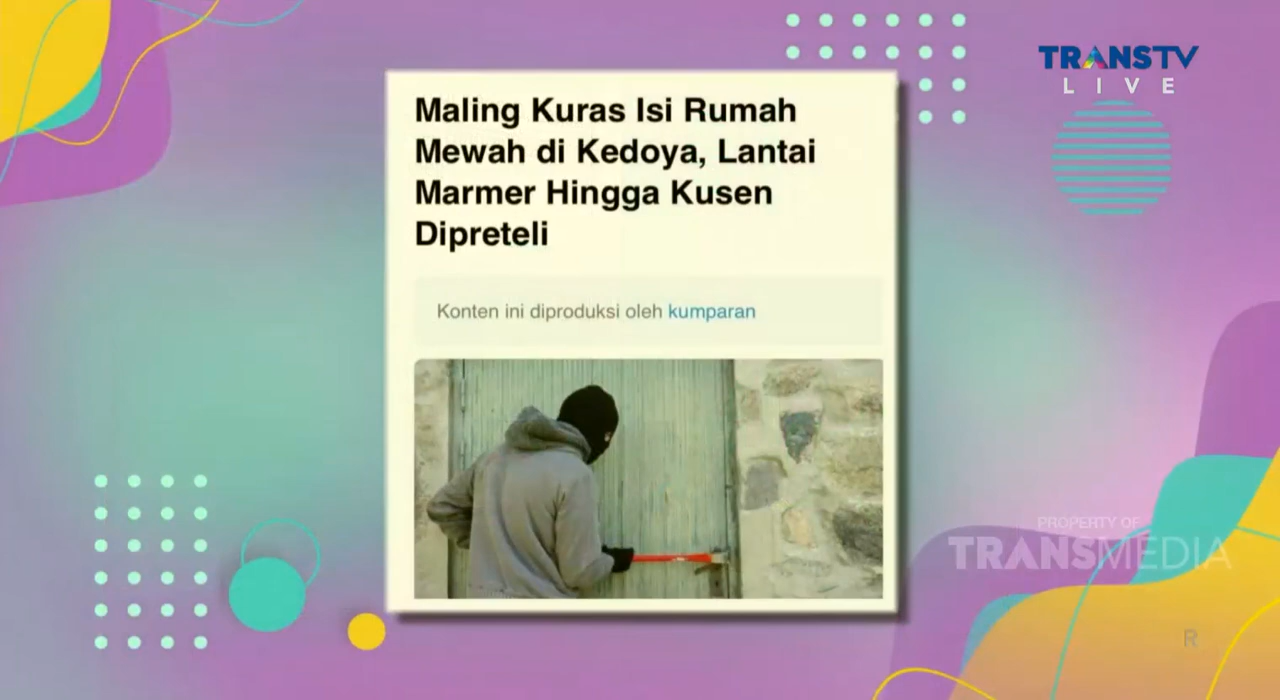 TRANSTV
LIVE
Maling Kuras Isi Rumah
Mewah di Kedoya, Lantai
Marmer Hingga Kusen
Dipreteli
Konten ini diproduksi oleh kumparan
PROPERTY OF
TRANSMEDIA
R